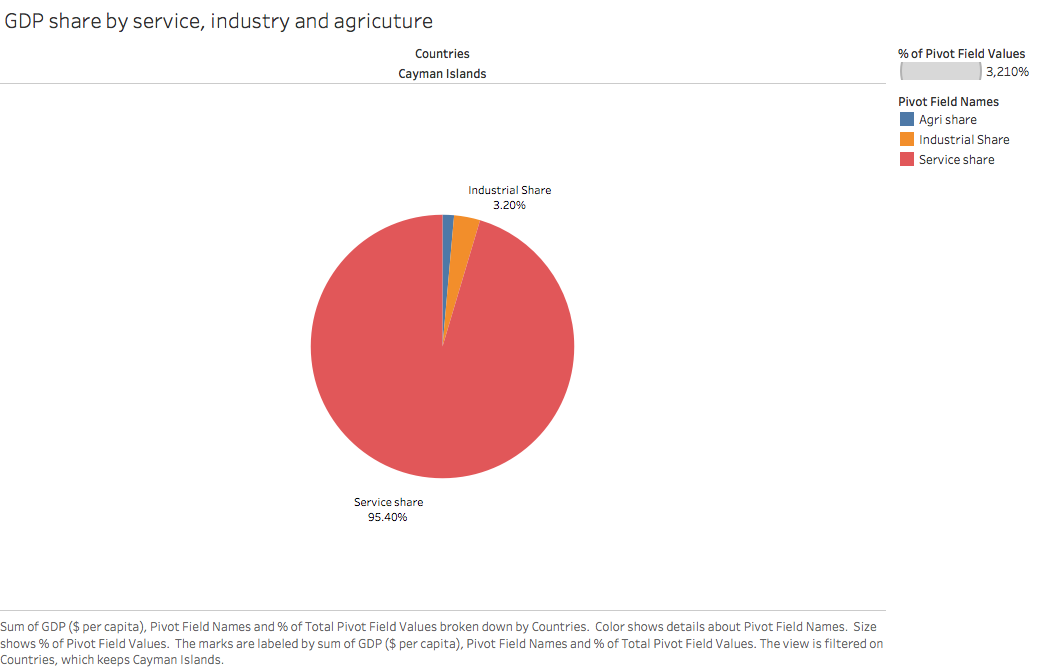 GDP share by service, industry and agricuture
Countries
Cayman Islands
% of Pivot Field Values
3,210%
Pivot Field Names
Agri share
Industrial Share
Service share
Industrial Share
3.20%
Service share
95.40%
Sum of GDP ($ per capita), Pivot Field Names and % of Total Pivot Field Values broken down by Countries.  Color shows details about Pivot Field Names.  Size
shows % of Pivot Field Values.  The marks are labeled by sum of GDP ($ per capita), Pivot Field Names and % of Total Pivot Field Values. The view is filtered on
Countries, which keeps Cayman Islands.